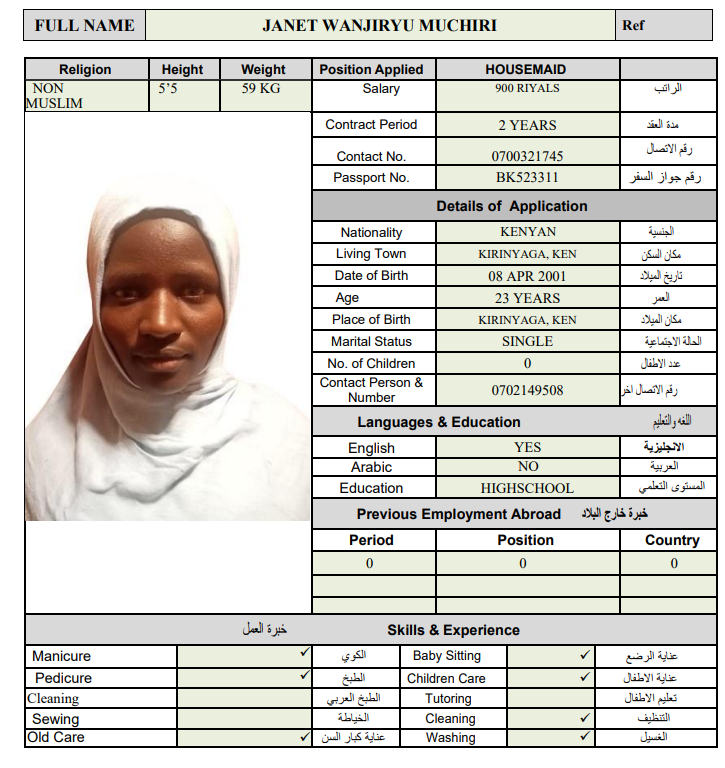 FULL NAME JANET WANJIRYU MUCHIRI Ref
Religion Height Weight Position Applied HOUSEMAID
NON MUSLIM 5’5 59 KG Salary 900 RIYALS الراتب
Contract Period 2 YEARS مدة العقد
Contact No. 0700321745 رقم الاتصال
Passport No. BK523311 رقم جواز السفر
Details of Application
Nationality KENYAN الجنسية
Living Town KIRINYAGA, KEN مكان السكن
Date of Birth 08 APR 2001 تاريخ الميلاد
Age 23 YEARS العمر
Place of Birth KIRINYAGA, KEN مكان الميلاد
Marital Status SINGLE الحالة الاجتماعية
No. of Children 0 عدد الاطفال
Contact Person & Number 0702149508 رقم الاتصال اخر
Languages & Education اللغه والتعليم
English YES الانجليزية
Arabic NO العربية
Education HIGHSCHOOL المستوى التعلمي
Previous Employment Abroad خبرة خارج البلاد
Period Position Country
0 0 0
خبرة العمل Skills & Experience
Manicure ✓ الكوي Baby Sitting ✓ عناية الرضع
Pedicure ✓ الطبخ Children Care ✓ عناية الاطفال
Cleaning الطبخ العربي Tutoring تعليم الاطفال
Sewing الخياطة Cleaning ✓ التنظيف
Old Care ✓ عناية كبار السن Washing ✓ الغسيل